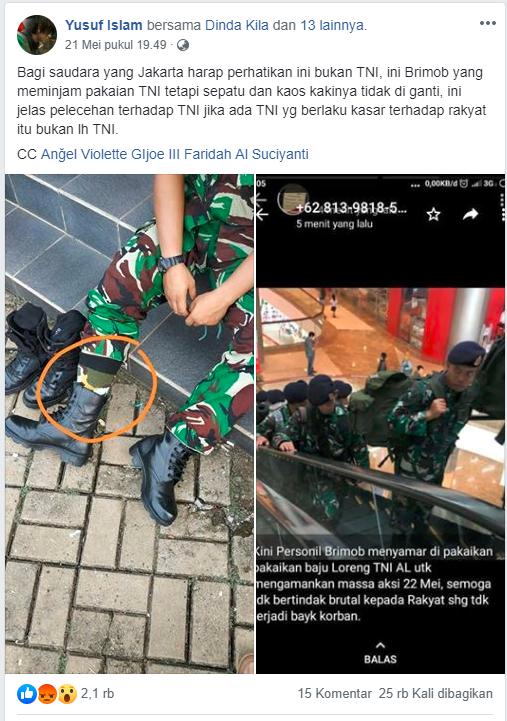 Yusuf Islam bersama Dinda Kila dan 13 lainnya.
21 Mei pukul 19.49 ·
Bagi saudara yang Jakarta harap perhatikan ini bukan TNI, ini Brimob yang
meminjam pakaian TNI tetapi sepatu dan kaos kakinya tidak di ganti, ini
jelas pelecehan terhadap TNI jika ada TNI yg berlaku kasar terhadap rakyat
itu bukan lh TNI.
CC Anğel Violette GIjoe III Faridah Al Suciyanti
05 ... 0,00KB/d 3G
+62 813-9818-5...
5 menit yang lalu
Kini Personil Brimob menyamar di pakaikan
pakaikan baju Loreng TNI AL utk
mengamankan massa aksi 22 Mei, semoga
tdk bertindak brutal kepada Rakyat shg tdk
terjadi bayk korban.
BALAS
2,1 rb 15 Komentar 25 rb Kali dibagikan